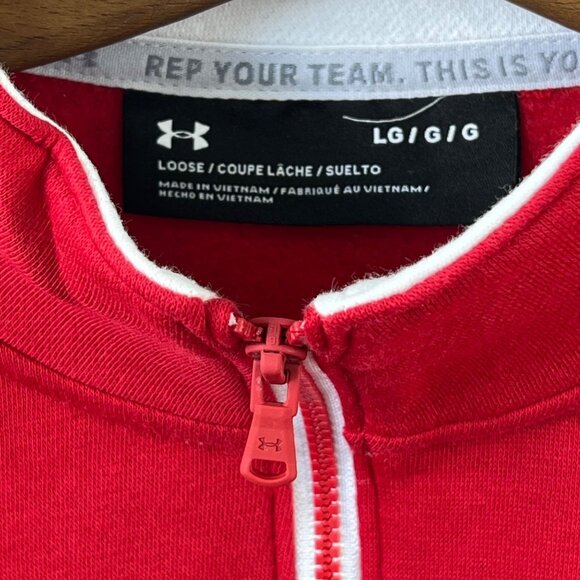 REP YOUR TEAM. THIS IS YO
LG / G / G
LOOSE / COUPE LÂCHE / SUELTO
MADE IN VIETNAM / FABRIQUÉ AU VIETNAM /
HECHO EN VIETNAM